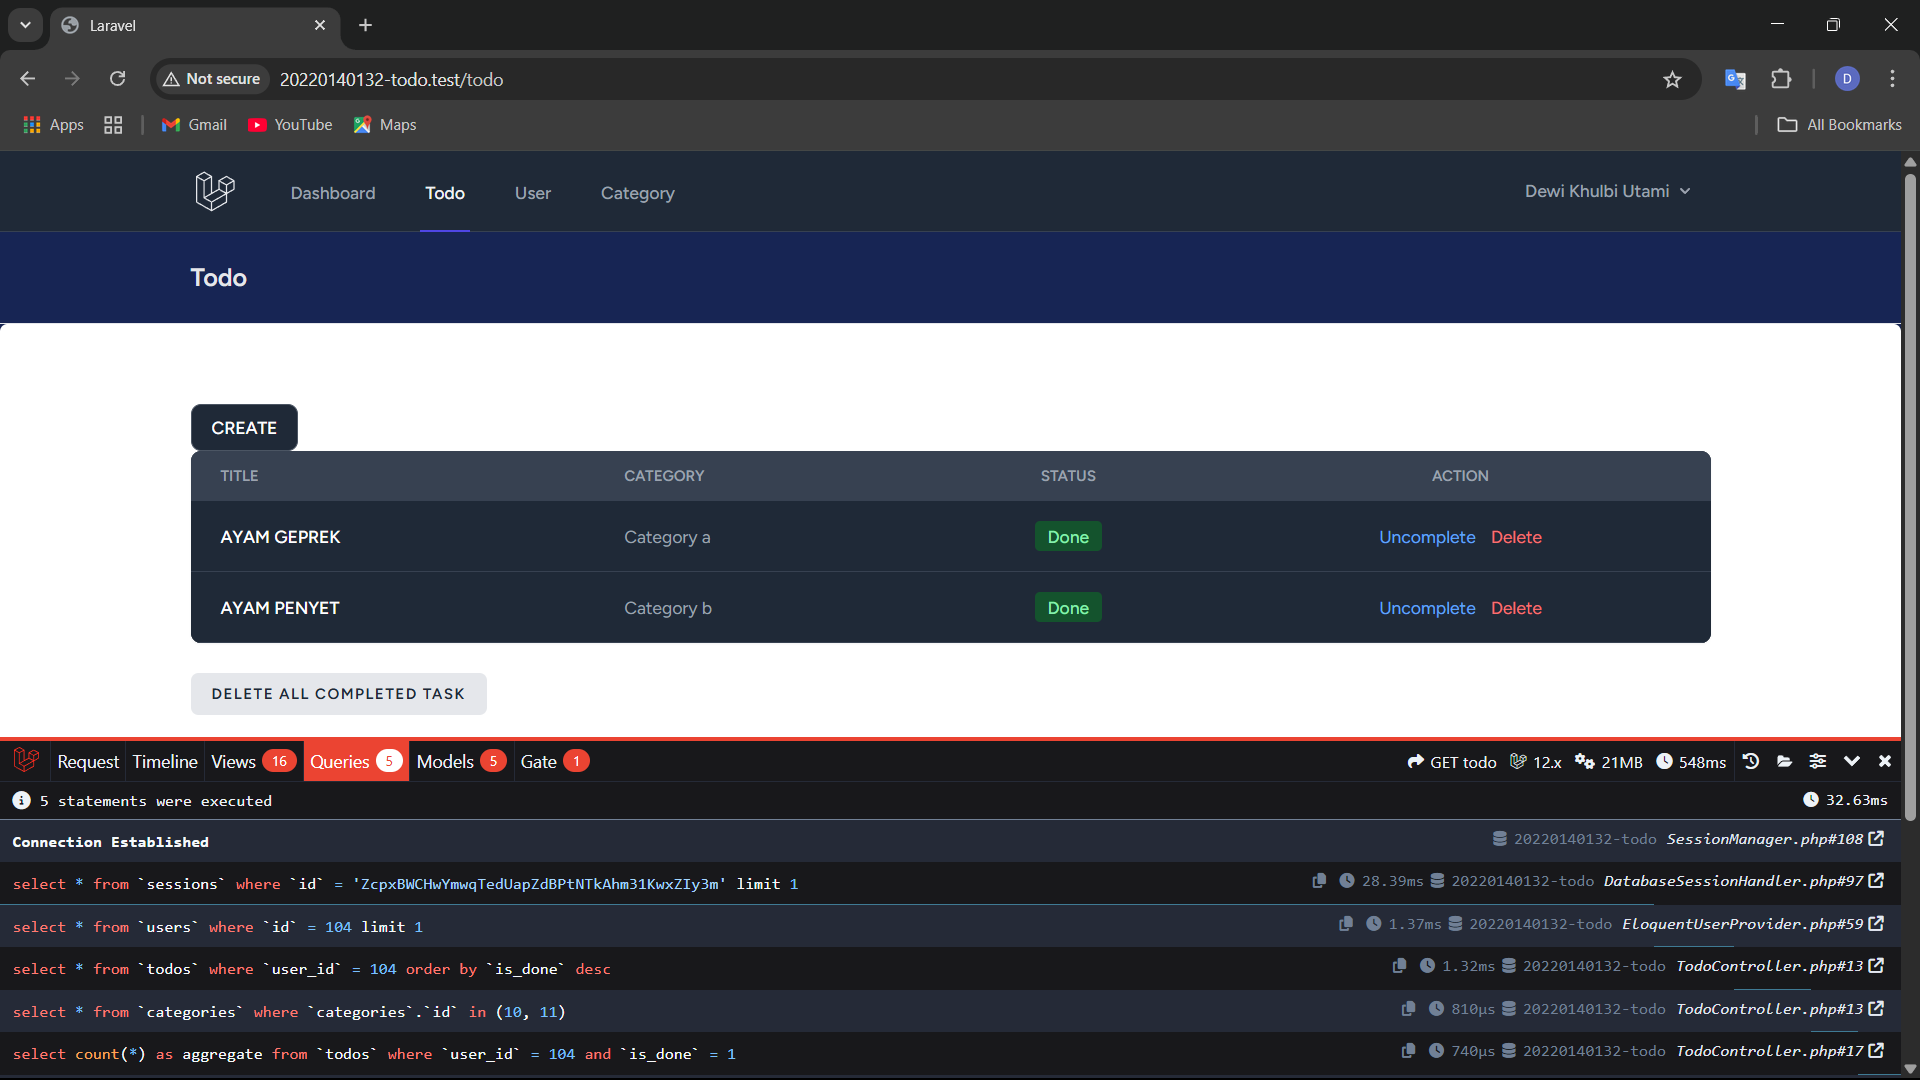 Laravel
Not secure 20220140132-todo.test/todo D
Apps Gmail YouTube Maps All Bookmarks
Dashboard Todo User Category Dewi Khulbi Utami
Todo
CREATE
TITLE CATEGORY STATUS ACTION
AYAM GEPREK Category a Done Uncomplete Delete
AYAM PENYET Category b Done Uncomplete Delete
DELETE ALL COMPLETED TASK
Request Timeline Views 16 Queries 5 Models 5 Gate 1 GET todo 12.x 21MB 548ms
5 statements were executed 32.63ms
Connection Established 20220140132-todo SessionManager.php#108
select * from `sessions` where `id` = 'ZcpxBWCHwYmwqTedUapZdBPtNTkAhm31KwxZIy3m' limit 1 28.39ms 20220140132-todo DatabaseSessionHandler.php#97
select * from `users` where `id` = 104 limit 1 1.37ms 20220140132-todo EloquentUserProvider.php#59
select * from `todos` where `user_id` = 104 order by `is_done` desc 1.32ms 20220140132-todo TodoController.php#13
select * from `categories` where `categories`.`id` in (10, 11) 810μs 20220140132-todo TodoController.php#13
select count(*) as aggregate from `todos` where `user_id` = 104 and `is_done` = 1 740μs 20220140132-todo TodoController.php#17